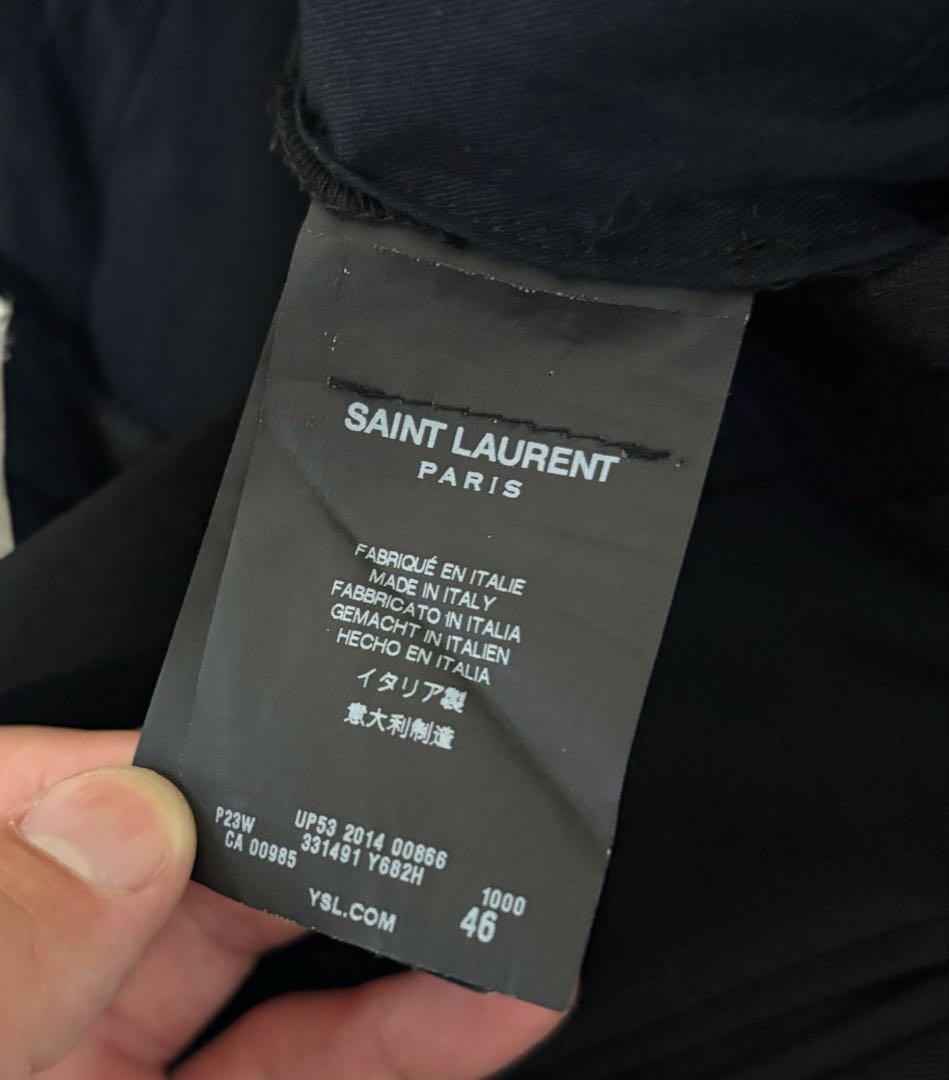 SAINT LAURENT
PARIS
FABRIQUÉ EN ITALIE
MADE IN ITALY
FABBRICATO IN ITALIA
GEMACHT IN ITALIEN
HECHO EN ITALIA
イタリア製
意大利制造
P23W UP53 2014 00866
CA 00985 331491 Y682H
1000
YSL.COM 46